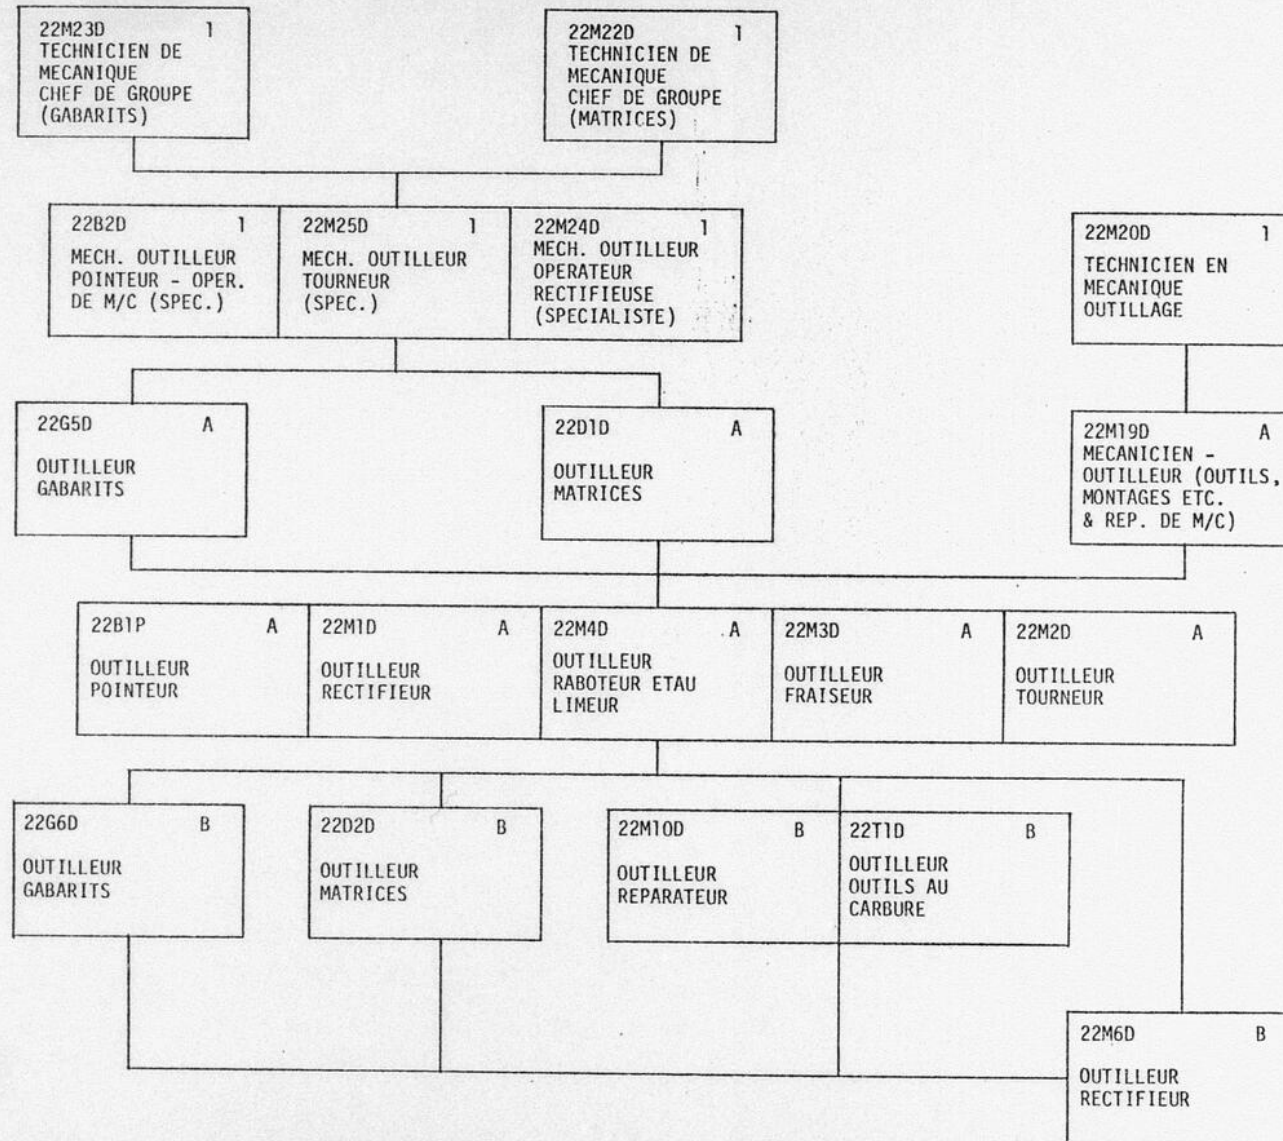 22M23D 1
TECHNICIEN DE
MECANIQUE
CHEF DE GROUPE
(GABARITS)
22M22D 1
TECHNICIEN DE
MECANIQUE
CHEF DE GROUPE
(MATRICES)
22B2D 1
MECH. OUTILLEUR
POINTEUR - OPER.
DE M/C (SPEC.)
22M25D 1
MECH. OUTILLEUR
TOURNEUR
(SPEC.)
22M24D 1
MECH. OUTILLEUR
OPERATEUR
RECTIFIEUSE
(SPECIALISTE)
22M20D 1
TECHNICIEN EN
MECANIQUE
OUTILLAGE
22G5D A
OUTILLEUR
GABARITS
22D1D A
OUTILLEUR
MATRICES
22M19D A
MECANICIEN -
OUTILLEUR (OUTILS,
MONTAGES ETC.
& REP. DE M/C)
22B1P A
OUTILLEUR
POINTEUR
22M1D A
OUTILLEUR
RECTIFIEUR
22M4D A
OUTILLEUR
RABOTEUR ETAU
LIMEUR
22M3D A
OUTILLEUR
FRAISEUR
22M2D A
OUTILLEUR
TOURNEUR
22G6D B
OUTILLEUR
GABARITS
22D2D B
OUTILLEUR
MATRICES
22M10D B
OUTILLEUR
REPARATEUR
22T1D B
OUTILLEUR
OUTILS AU
CARBURE
22M6D B
OUTILLEUR
RECTIFIEUR